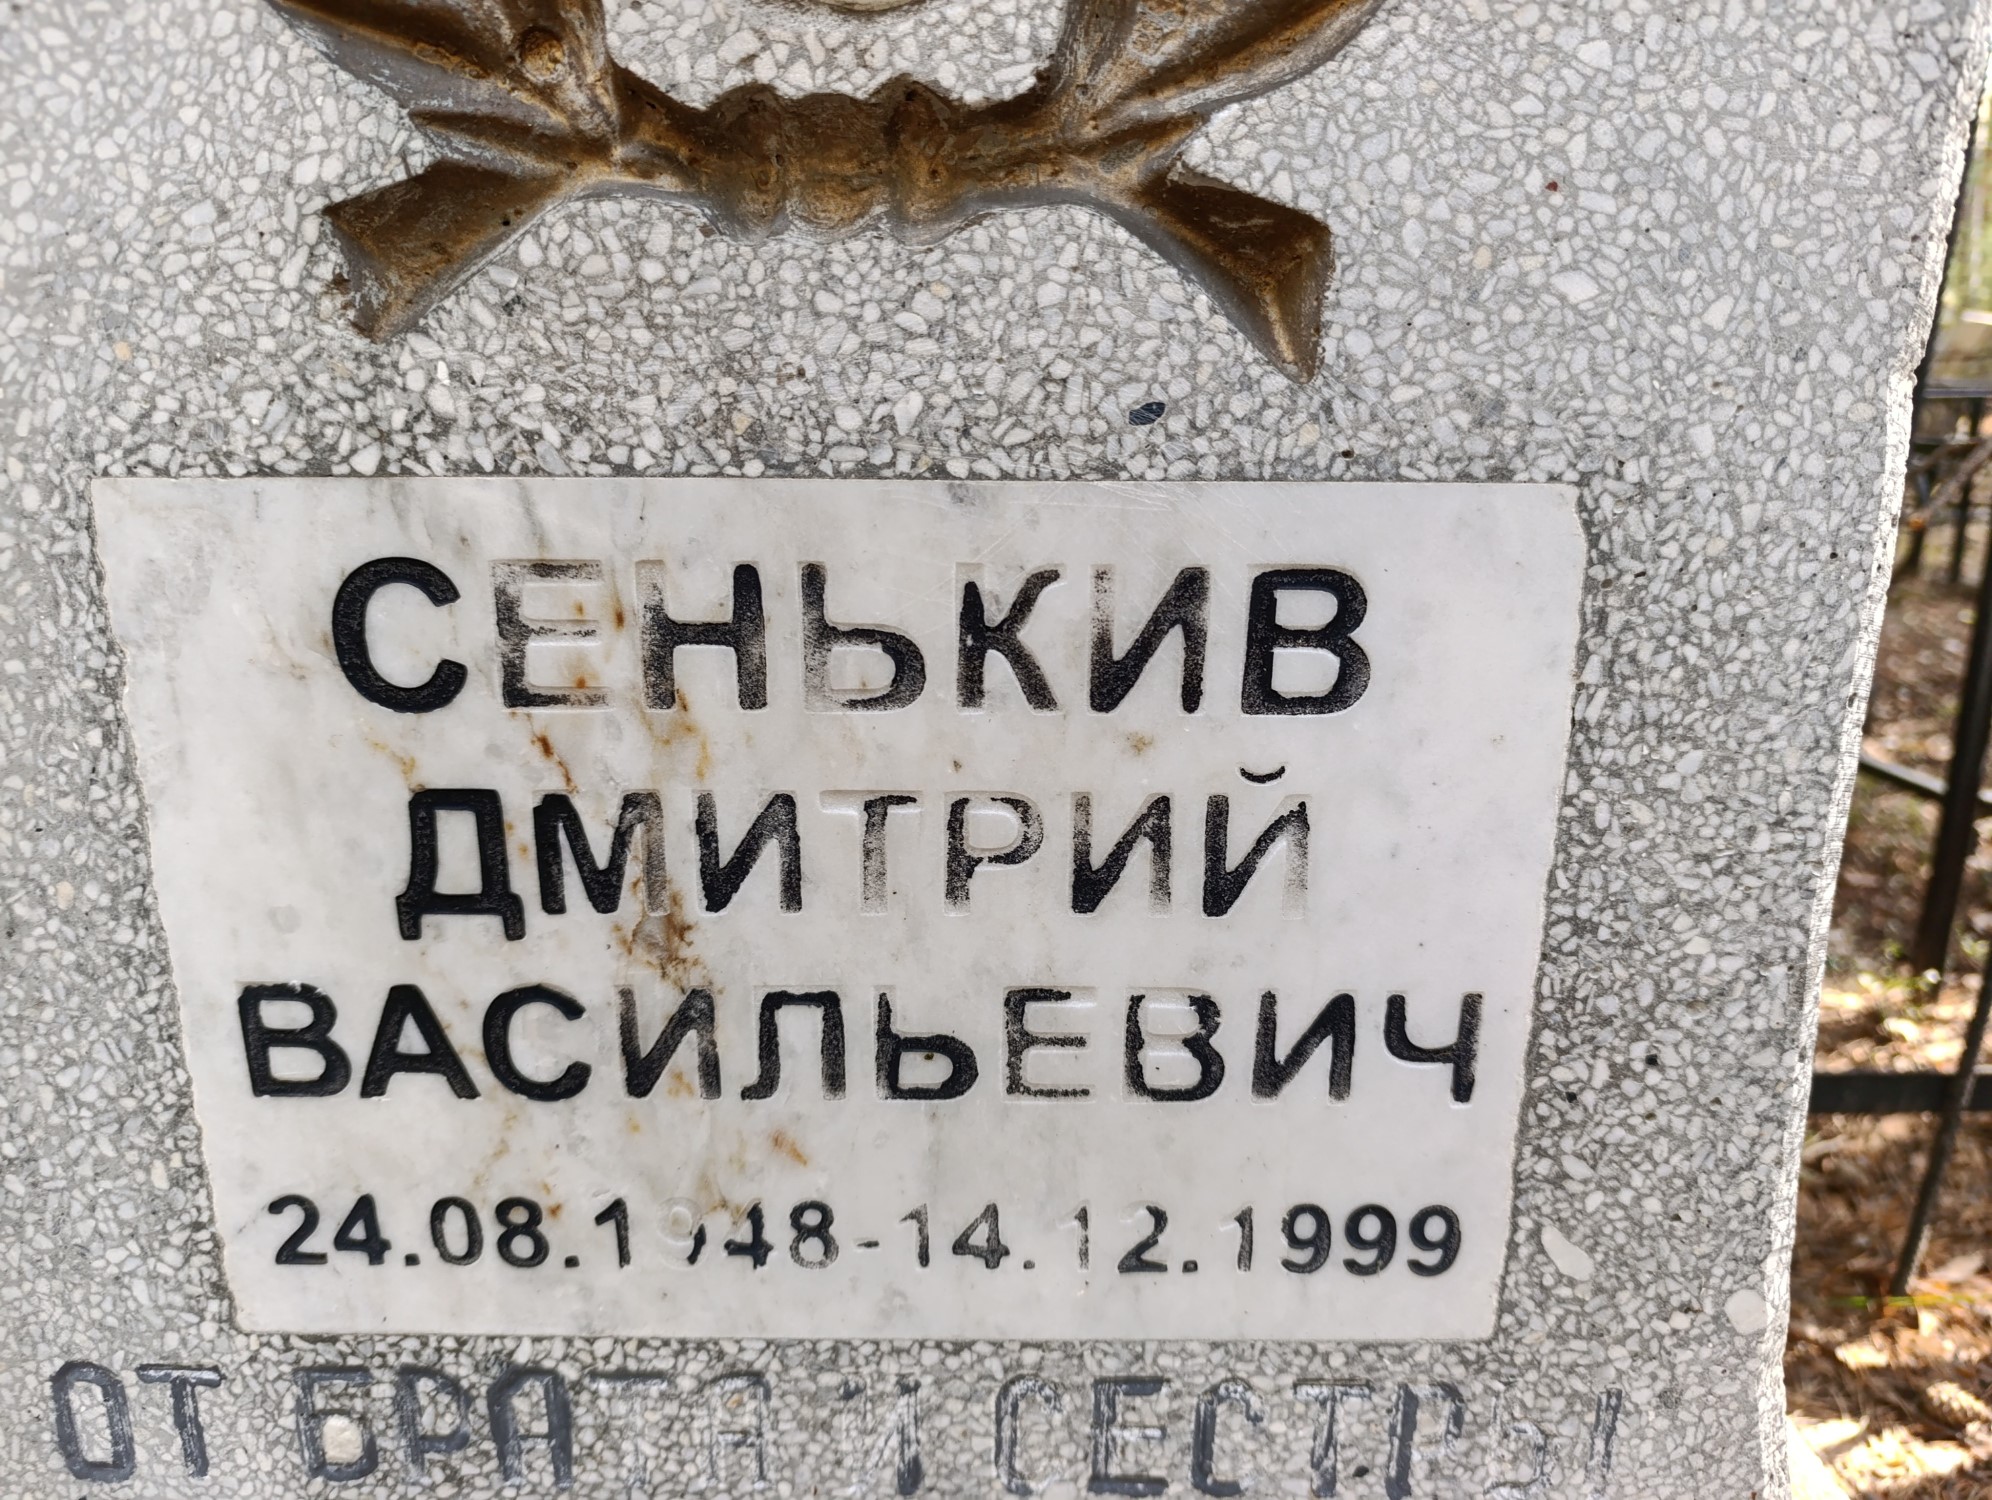 СЕНЬКИВ
ДМИТРИЙ
ВАСИЛЬЕВИЧ
24.08.1948-14.12.1999
ОТ БРАТА И СЕСТРЫ